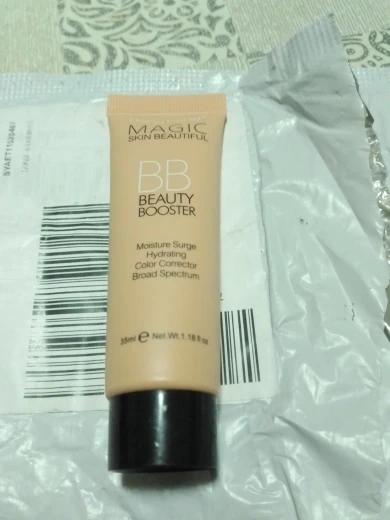 MAGIC
SKIN BEAUTIFUL
BB
BEAUTY
BOOSTER
Moisture Surge
Hydrating
Color Corrector
Broad Spectrum
35ml e Net.Wt.1.18 fl oz